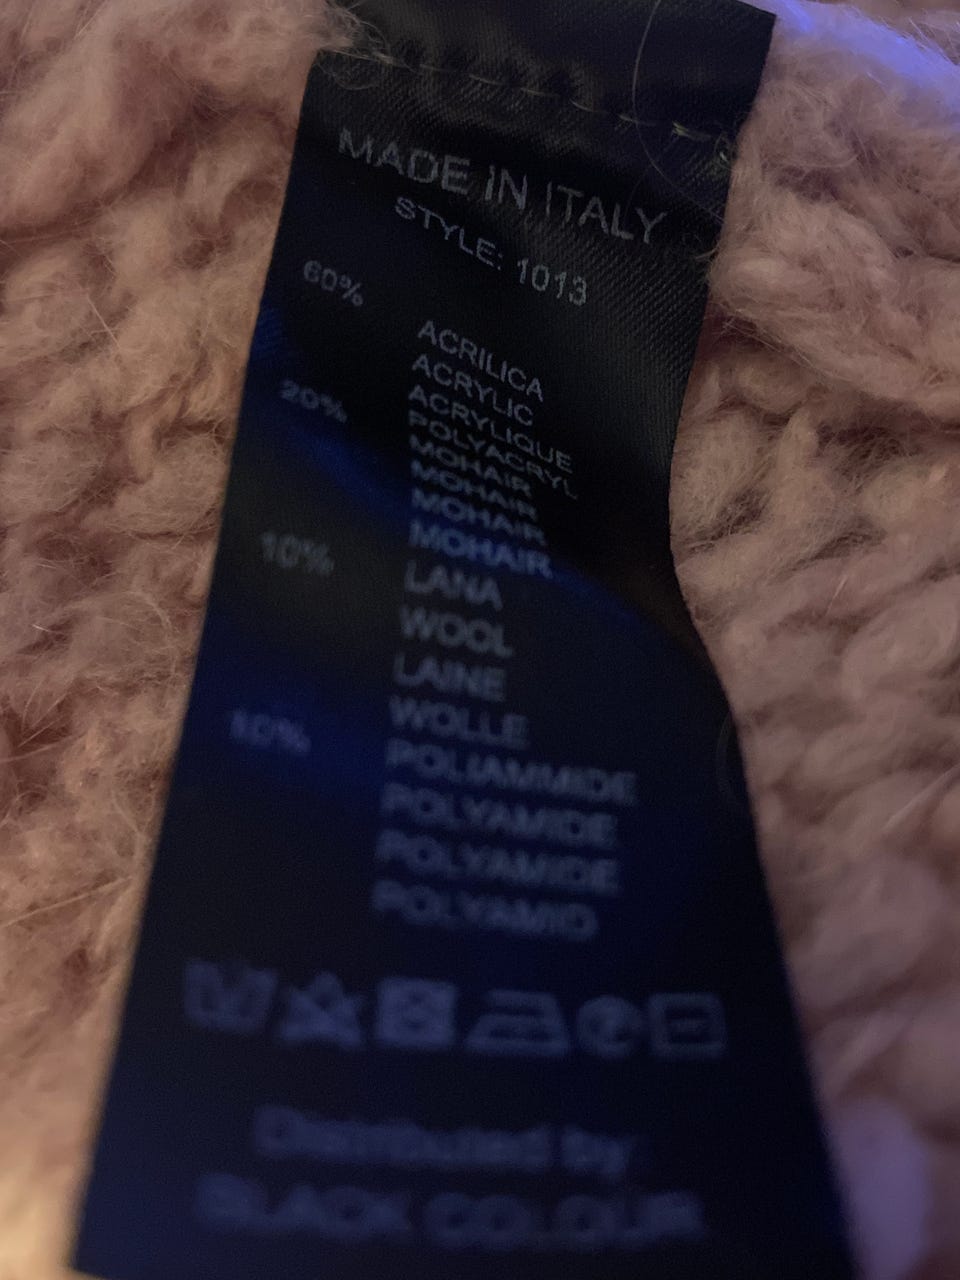 MADE IN ITALY
STYLE: 1013
60%
ACRILICA
ACRYLIC
ACRYLIQUE
POLYACRYL
20%
MOHAIR
MOHAIR
MOHAIR
MOHAIR
10%
LANA
WOOL
LAINE
WOLLE
10%
POLIAMMIDE
POLYAMIDE
POLYAMIDE
POLYAMID
Distributed by
BLACK COLOUR